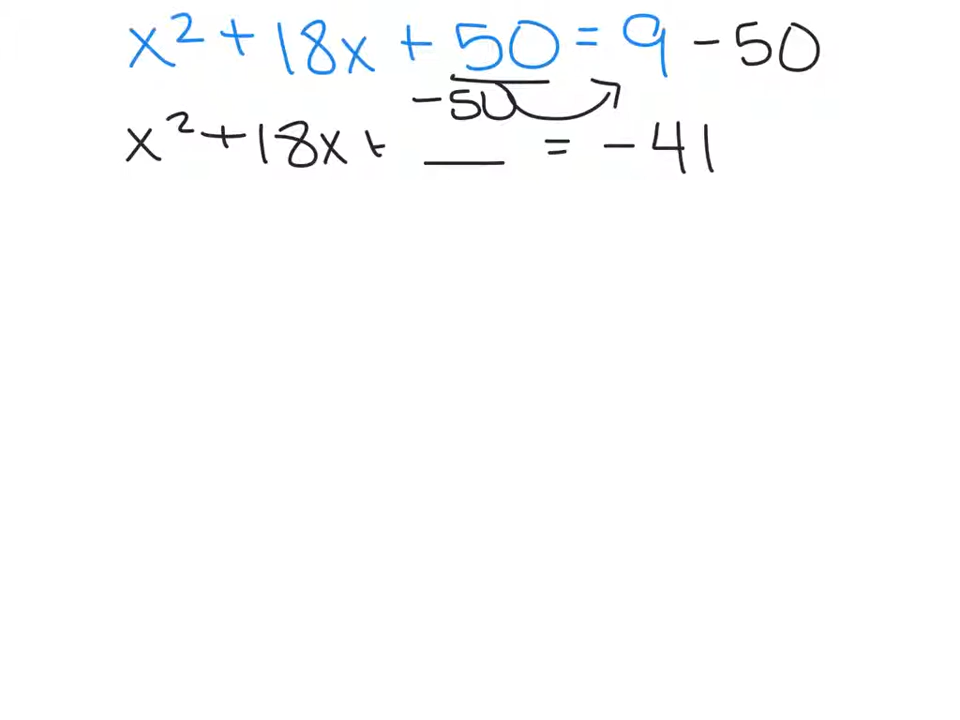 x² + 18x + 50 = 9 - 50
-50
x² + 18x + ___ = -41